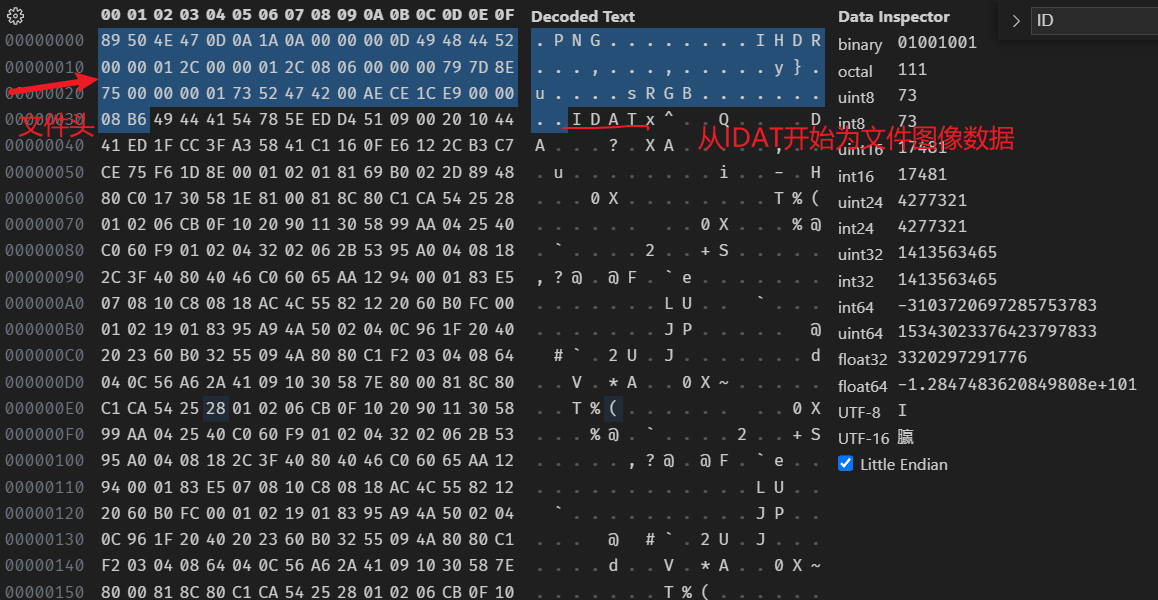 00 01 02 03 04 05 06 07 08 09 0A 0B 0C 0D 0E 0F Decoded Text Data Inspector ID
00000000 89 50 4E 47 0D 0A 1A 0A 00 00 00 0D 49 48 44 52 . P N G . . . . . . . . I H D R binary 01001001
00000010 00 00 01 2C 00 00 01 2C 08 06 00 00 00 79 7D 8E . . . , . . . , . . . . . y } . octal 111
00000020 75 00 00 00 01 73 52 47 42 00 AE CE 1C E9 00 00 u . . . . s R G B . . . . . . . uint8 73
00000030 08 B6 49 44 41 54 78 5E ED D4 51 09 00 20 10 44 . . I D A T x ^ . . Q . . . D int8 73
文件头
从IDAT开始为文件图像数据
00000040 41 ED 1F CC 3F A3 58 41 C1 16 0F E6 12 2C B3 C7 A . . . ? . X A . . . . . , . . uint16 17481
00000050 CE 75 F6 1D 8E 00 01 02 01 81 69 B0 02 2D 89 48 . u . . . . . . . . i . . - . H int16 17481
00000060 80 C0 17 30 58 1E 81 00 81 8C 80 C1 CA 54 25 28 . . . 0 X . . . . . . . . T % ( uint24 4277321
00000070 01 02 06 CB 0F 10 20 90 11 30 58 99 AA 04 25 40 . . . . . . . . 0 X . . . % @ int24 4277321
00000080 C0 60 F9 01 02 04 32 02 06 2B 53 95 A0 04 08 18 . ` . . . . 2 . . + S . . . . . uint32 1413563465
00000090 2C 3F 40 80 40 46 C0 60 65 AA 12 94 00 01 83 E5 , ? @ . @ F . ` e . . . . . . . int32 1413563465
000000A0 07 08 10 C8 08 18 AC 4C 55 82 12 20 60 B0 FC 00 . . . . . . . L U . . ` . . . int64 -3103720697285753783
000000B0 01 02 19 01 83 95 A9 4A 50 02 04 0C 96 1F 20 40 . . . . . . . J P . . . . . @ uint64 15343023376423797833
000000C0 20 23 60 B0 32 55 09 4A 80 80 C1 F2 03 04 08 64 # ` . 2 U . J . . . . . . . d float32 3320297291776
000000D0 04 0C 56 A6 2A 41 09 10 30 58 7E 80 00 81 8C 80 . . V . * A . . 0 X ~ . . . . . float64 -1.2847483620849808e+101
000000E0 C1 CA 54 25 28 01 02 06 CB 0F 10 20 90 11 30 58 . . T % ( . . . . . . . . 0 X UTF-8 I
000000F0 99 AA 04 25 40 C0 60 F9 01 02 04 32 02 06 2B 53 . . . % @ . ` . . . . 2 . . + S UTF-16 䑉
00000100 95 A0 04 08 18 2C 3F 40 80 40 46 C0 60 65 AA 12 . . . . . , ? @ . @ F . ` e . . Little Endian
00000110 94 00 01 83 E5 07 08 10 C8 08 18 AC 4C 55 82 12 . . . . . . . . . . . . L U . .
00000120 20 60 B0 FC 00 01 02 19 01 83 95 A9 4A 50 02 04 ` . . . . . . . . . . J P . .
00000130 0C 96 1F 20 40 20 23 60 B0 32 55 09 4A 80 80 C1 . . . @ # ` . 2 U . J . . .
00000140 F2 03 04 08 64 04 0C 56 A6 2A 41 09 10 30 58 7E . . . . d . . V . * A . . 0 X ~
00000150 80 00 81 8C 80 C1 CA 54 25 28 01 02 06 CB 0F 10 . . . . . . . T % ( . . . . . .